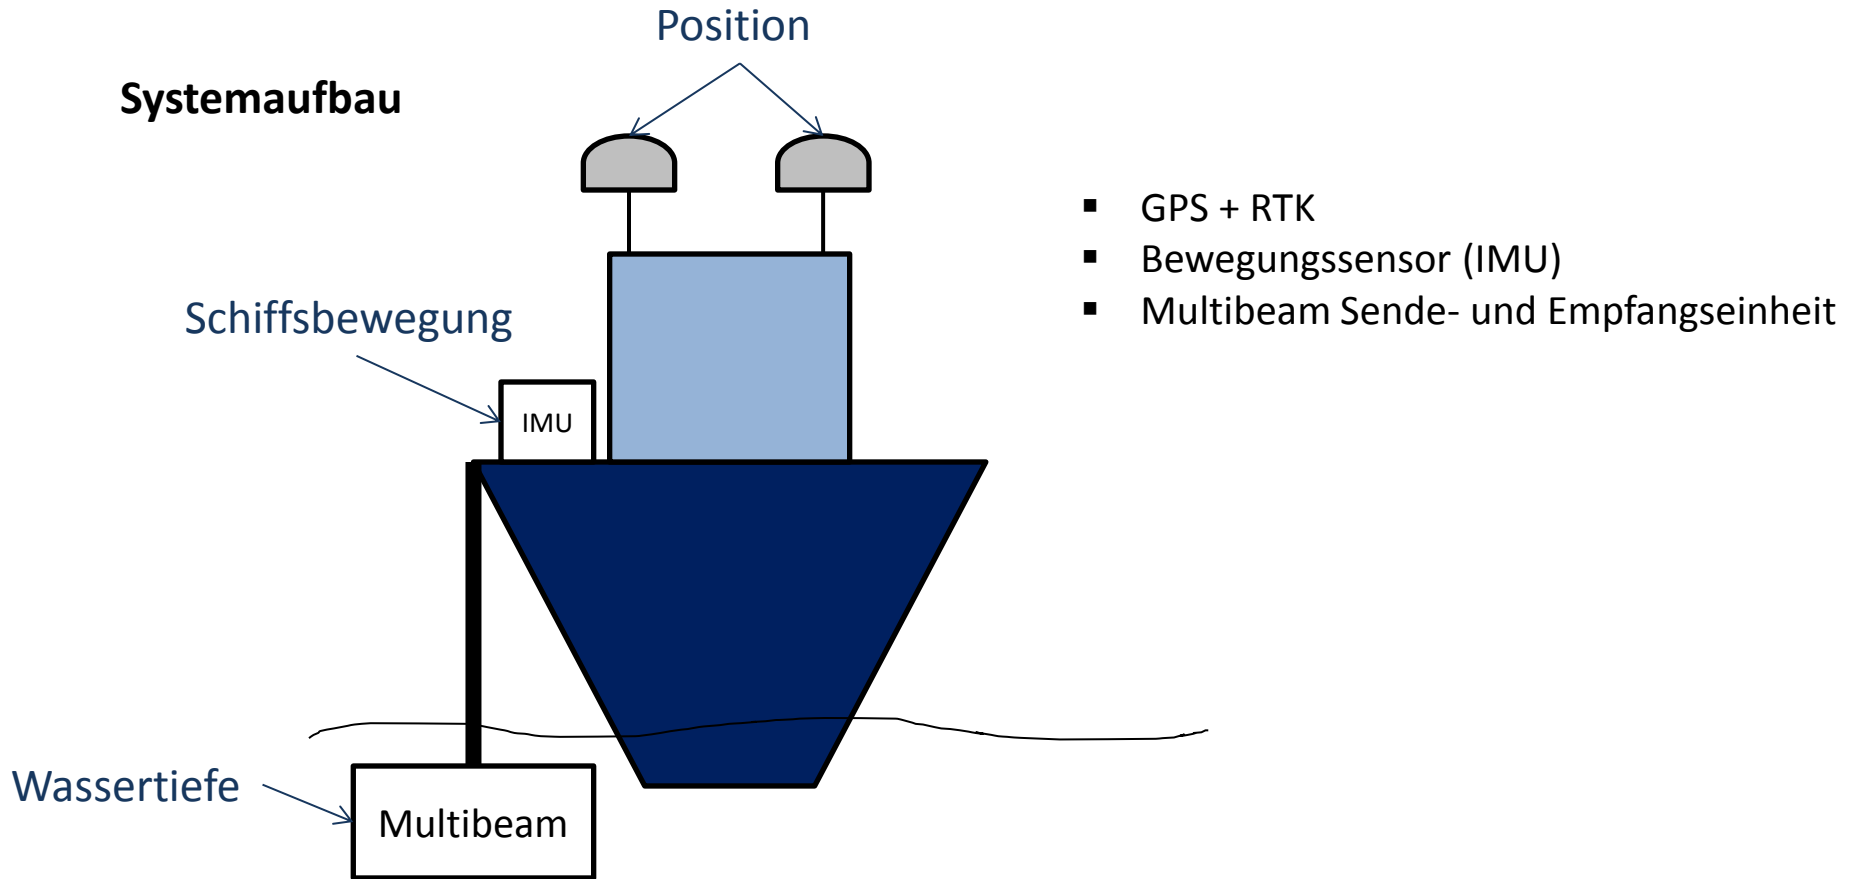 Position
Systemaufbau
▪ GPS + RTK
▪ Bewegungssensor (IMU)
▪ Multibeam Sende- und Empfangseinheit
Schiffsbewegung
IMU
Wassertiefe
Multibeam